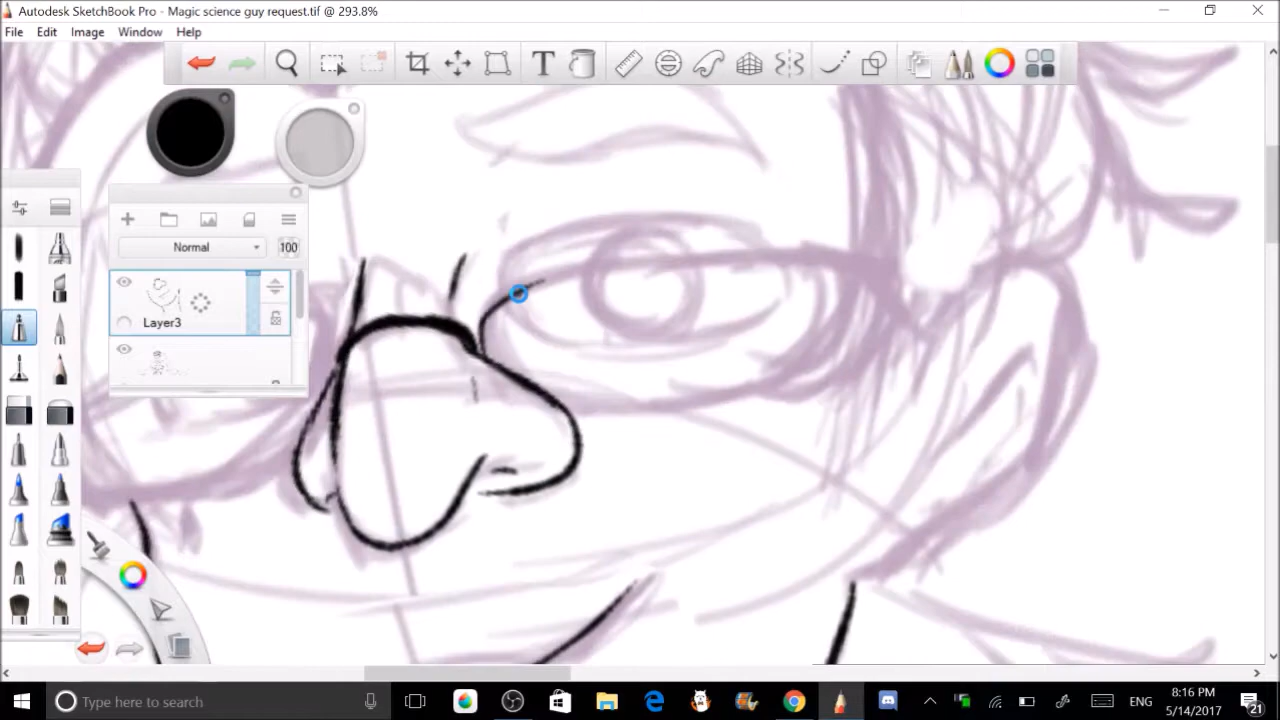 Autodesk SketchBook Pro - Magic science guy request.tif @ 293.8%
File Edit Image Window Help
T
Normal 100
Layer3
Type here to search
ENG
8:16 PM
5/14/2017
21